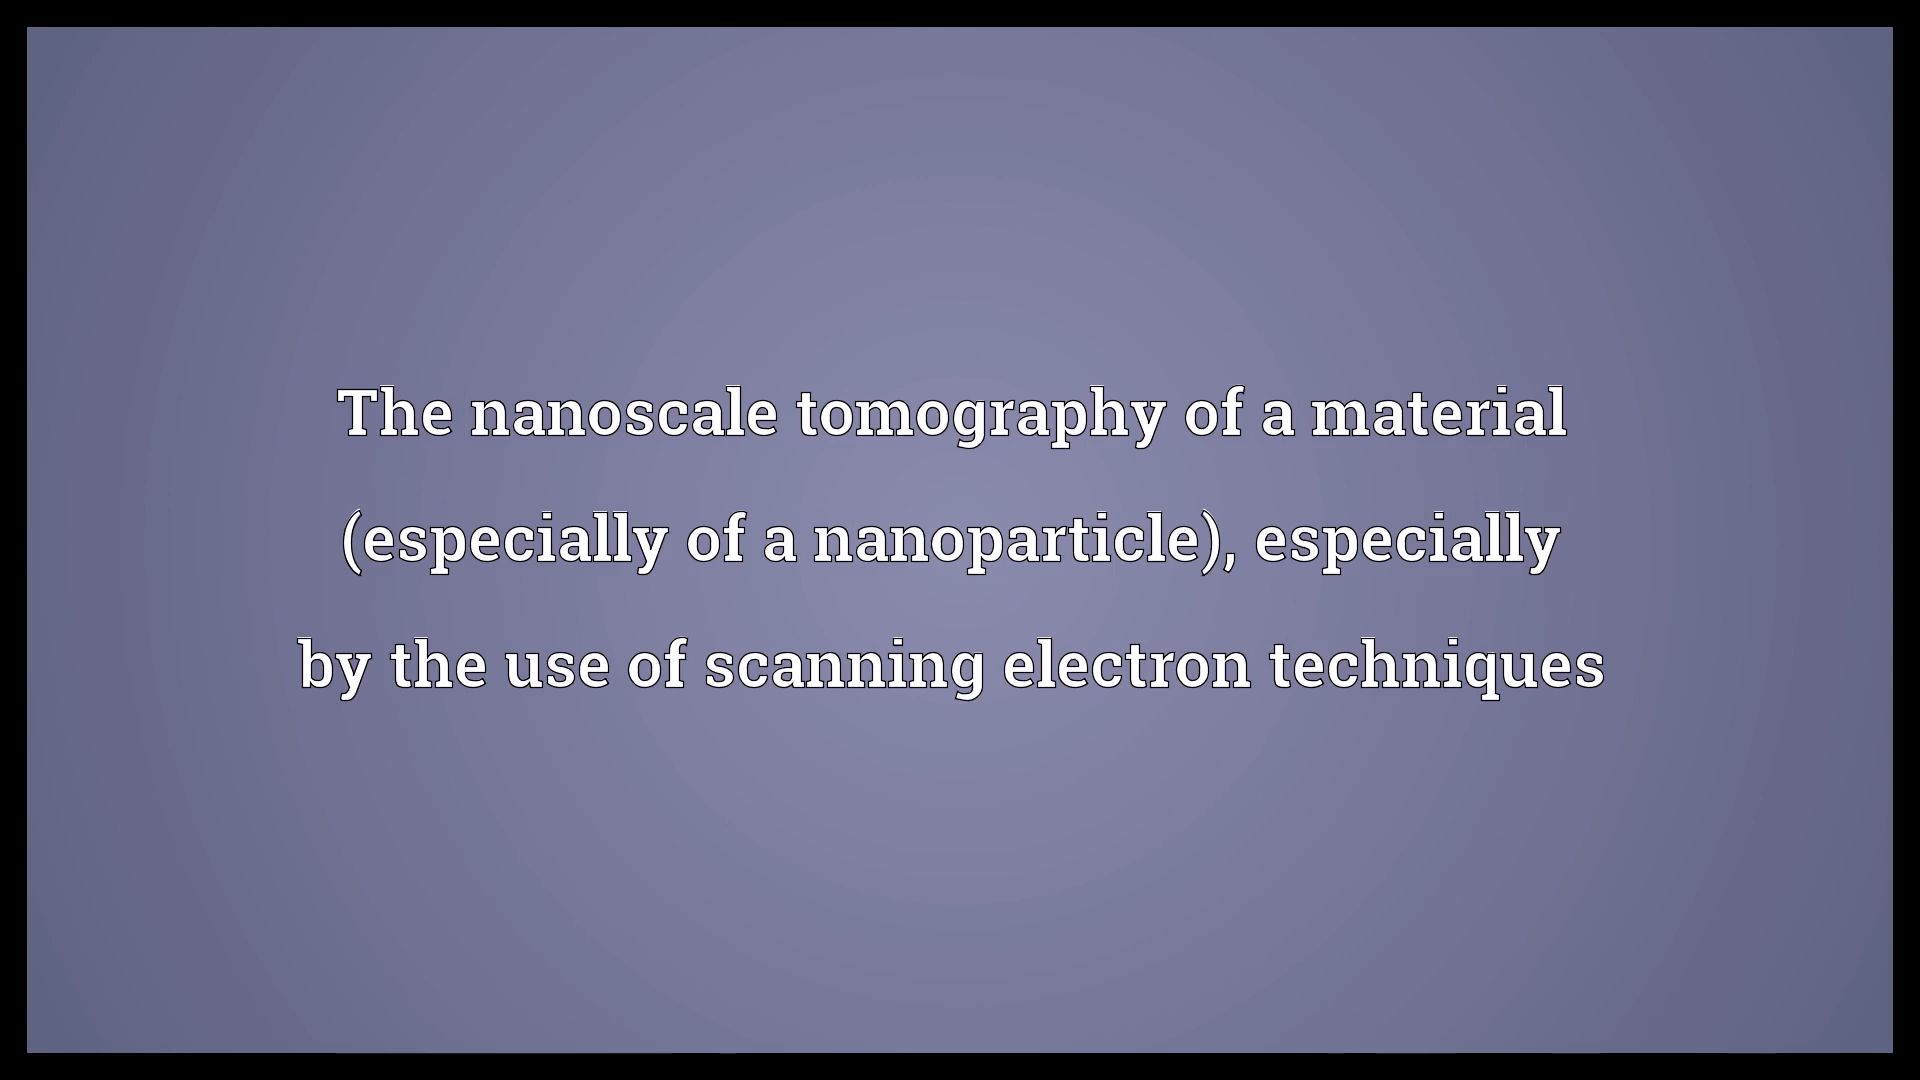 The nanoscale tomography of a material
(especially of a nanoparticle), especially
by the use of scanning electron techniques